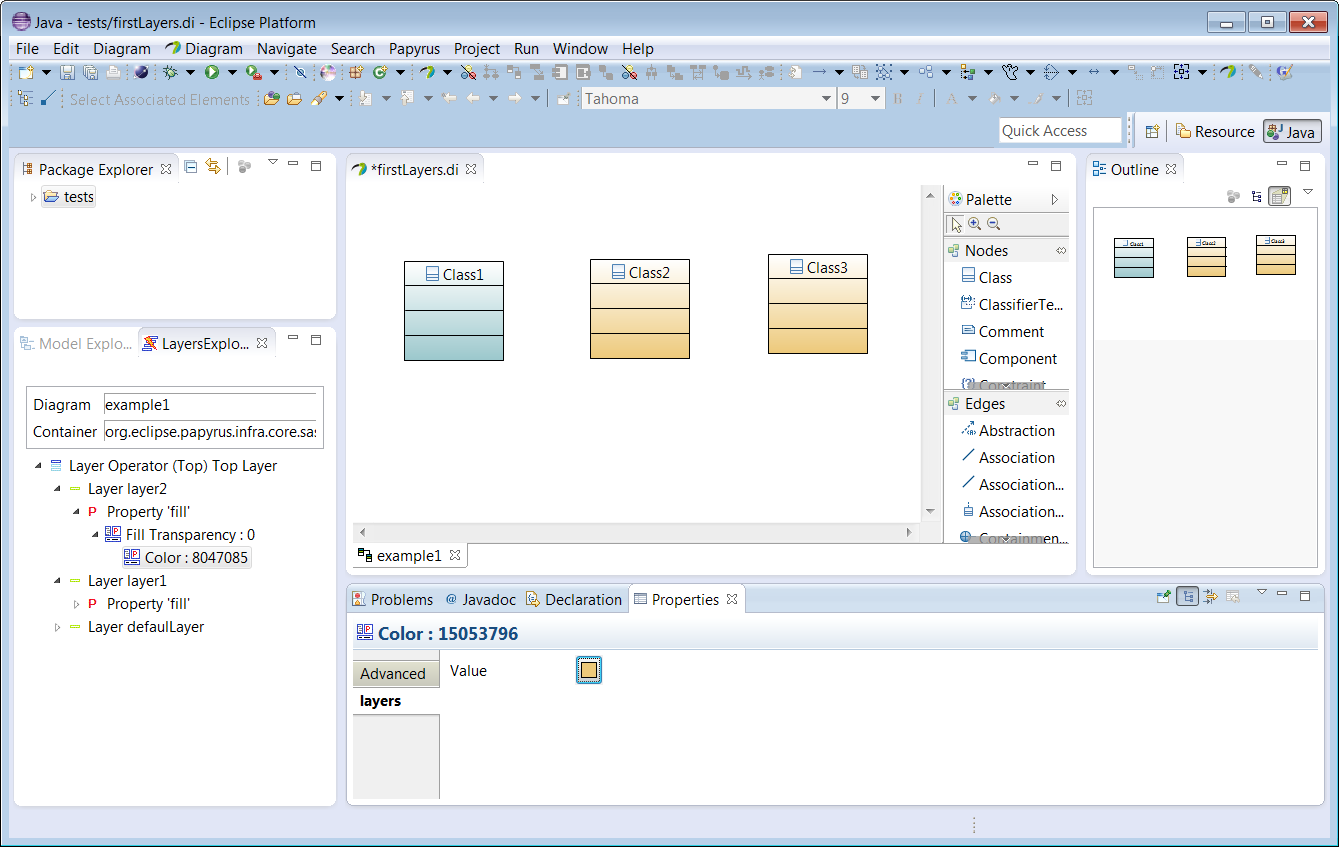 Java - tests/firstLayers.di - Eclipse Platform
File Edit Diagram Diagram Navigate Search Papyrus Project Run Window Help
Select Associated Elements Tahoma 9 B I A
Quick Access Resource Java
Package Explorer
tests
Model Explo...
LayersExplo...
Diagram example1
Container org.eclipse.papyrus.infra.core.sas
Layer Operator (Top) Top Layer
Layer layer2
P Property 'fill'
Fill Transparency : 0
Color : 8047085
Layer layer1
P Property 'fill'
Layer defaulLayer
*firstLayers.di
Class1
Class2
Class3
example1
Palette
Nodes
Class
ClassifierTe...
Comment
Component
Constraint
Edges
Abstraction
Association
Association...
Association...
Containmen...
Outline
Class1
Class2
Class3
Problems @ Javadoc Declaration Properties
Color : 15053796
Advanced
layers
Value